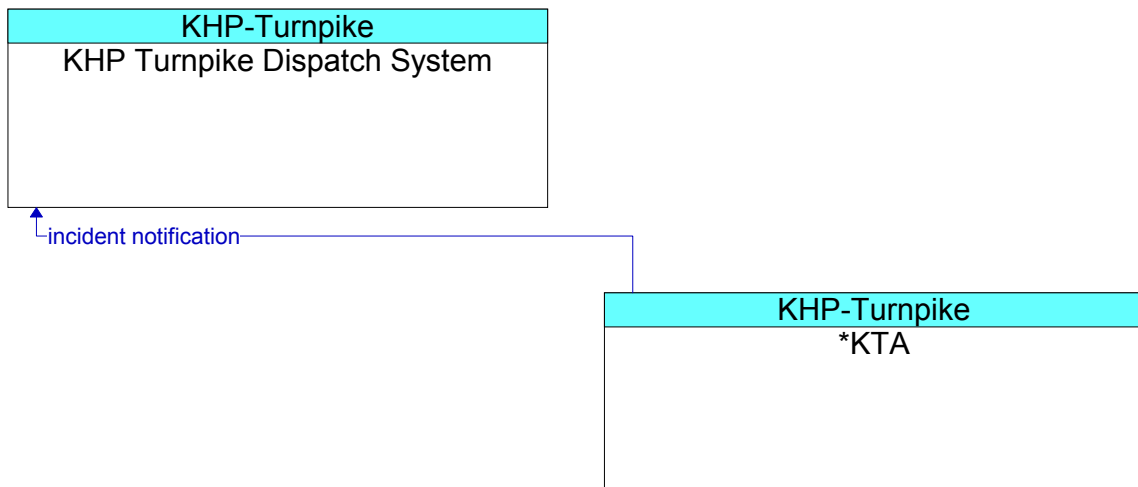 KHP-Turnpike
KHP Turnpike Dispatch System
incident notification
KHP-Turnpike
*KTA